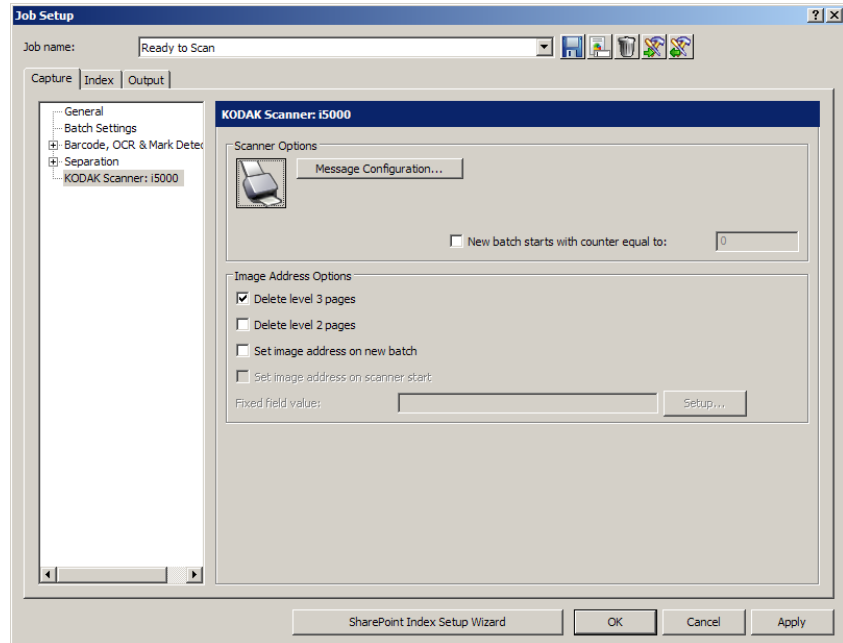 Job Setup
Job name: Ready to Scan
Capture Index Output
General
Batch Settings
Barcode, OCR & Mark Detec
Separation
KODAK Scanner: i5000
KODAK Scanner: i5000
Scanner Options
Message Configuration...
New batch starts with counter equal to: 0
Image Address Options
Delete level 3 pages
Delete level 2 pages
Set image address on new batch
Set image address on scanner start
Fixed field value: Setup...
SharePoint Index Setup Wizard OK Cancel Apply